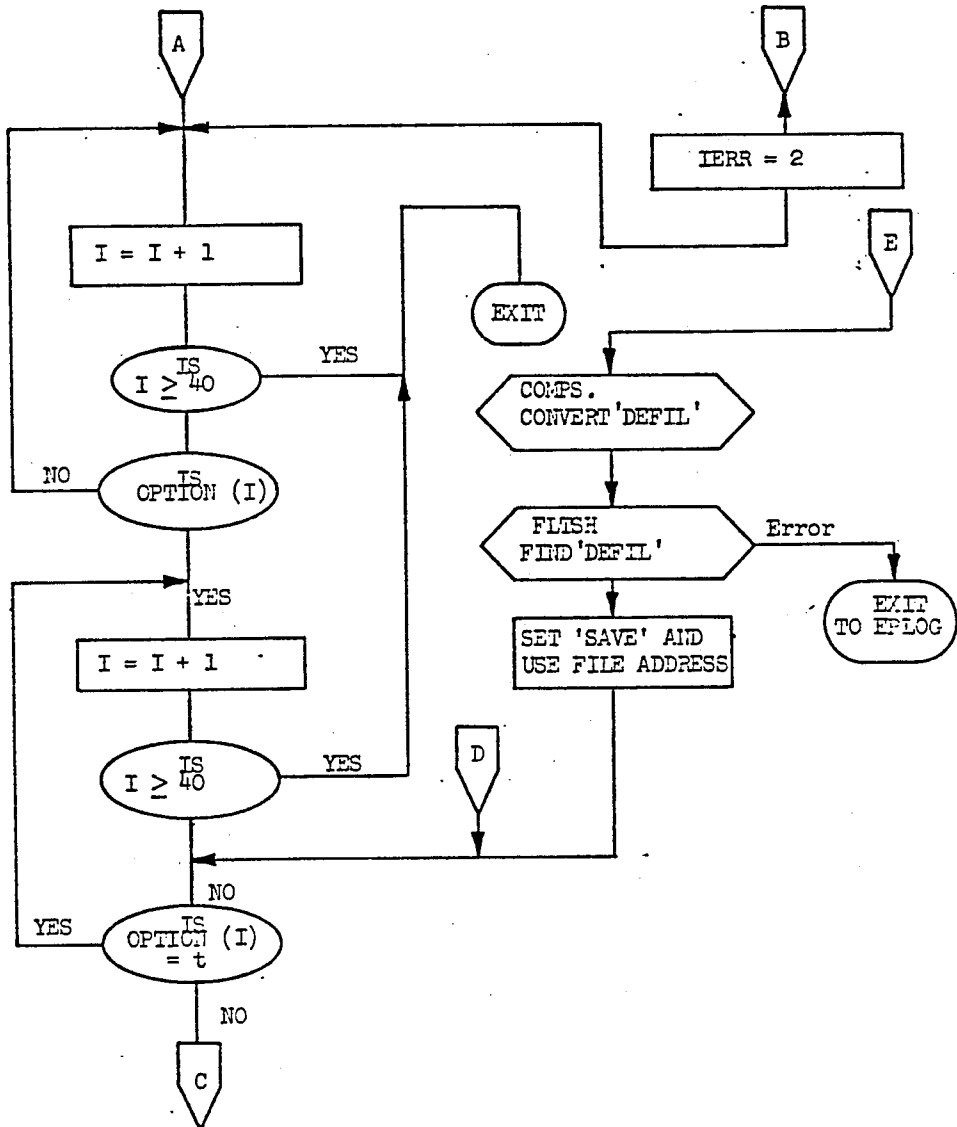 A
B
IERR = 2
I = I + 1
E
EXIT
IS
I ≥ 40
YES
COMPS.
CONVERT 'DEFIL'
NO
IS
OPTION (I)
FLTSH
FIND 'DEFIL'
Error
YES
EXIT
TO EPLOG
I = I + 1
SET 'SAVE' AND
USE FILE ADDRESS
D
IS
I ≥ 40
YES
NO
YES
IS
OPTION (I)
= t
NO
C